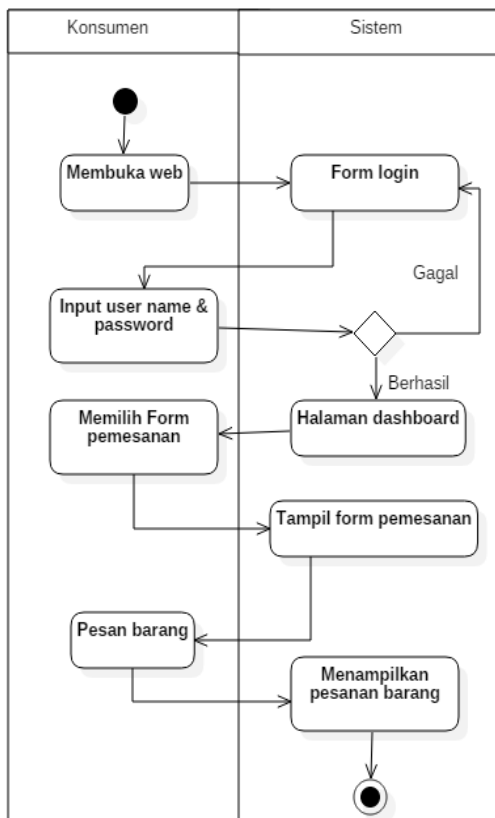 Konsumen
Sistem
Membuka web
Form login
Gagal
Input user name &
password
Berhasil
Memilih Form
pemesanan
Halaman dashboard
Tampil form pemesanan
Pesan barang
Menampilkan
pesanan barang